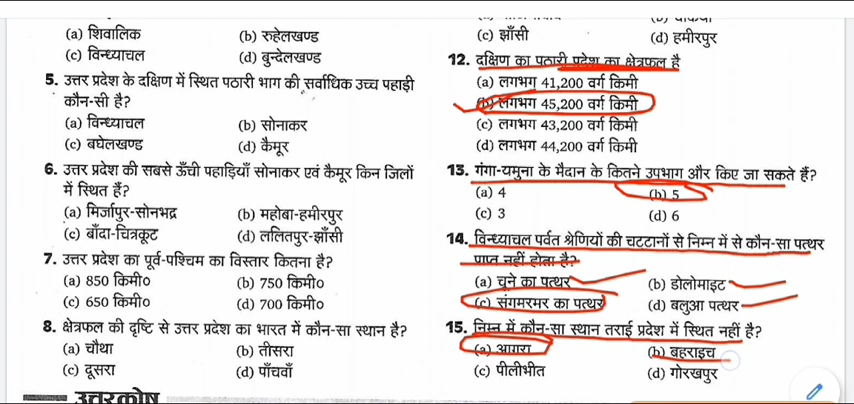 (a) शिवालिक (b) रुहेलखण्ड
(c) विन्ध्याचल (d) बुन्देलखण्ड
5. उत्तर प्रदेश के दक्षिण में स्थित पठारी भाग की सर्वाधिक उच्च पहाड़ी
कौन-सी है?
(a) विन्ध्याचल (b) सोनाकर
(c) बघेलखण्ड (d) कैमूर
6. उत्तर प्रदेश की सबसे ऊँची पहाड़ियाँ सोनाकर एवं कैमूर किन जिलों
में स्थित हैं?
(a) मिर्जापुर-सोनभद्र (b) महोबा-हमीरपुर
(c) बाँदा-चित्रकूट (d) ललितपुर-झाँसी
7. उत्तर प्रदेश का पूर्व-पश्चिम का विस्तार कितना है?
(a) 850 किमी० (b) 750 किमी०
(c) 650 किमी० (d) 700 किमी०
8. क्षेत्रफल की दृष्टि से उत्तर प्रदेश का भारत में कौन-सा स्थान है?
(a) चौथा (b) तीसरा
(c) दूसरा (d) पाँचवाँ
उत्तरकोष
(c) झाँसी (d) हमीरपुर
12. दक्षिण का पठारी प्रदेश का क्षेत्रफल है
(a) लगभग 41,200 वर्ग किमी
(b) लगभग 45,200 वर्ग किमी
(c) लगभग 43,200 वर्ग किमी
(d) लगभग 44,200 वर्ग किमी
13. गंगा-यमुना के मैदान के कितने उपभाग और किए जा सकते हैं?
(a) 4 (b) 5
(c) 3 (d) 6
14. विन्ध्याचल पर्वत श्रेणियों की चटटानों से निम्न में से कौन-सा पत्थर
प्राप्त नहीं होता है?
(a) चूने का पत्थर (b) डोलोमाइट
(c) संगमरमर का पत्थर (d) बलुआ पत्थर
15. निम्न में कौन-सा स्थान तराई प्रदेश में स्थित नहीं है?
(a) आगरा (b) बहराइच
(c) पीलीभीत (d) गोरखपुर